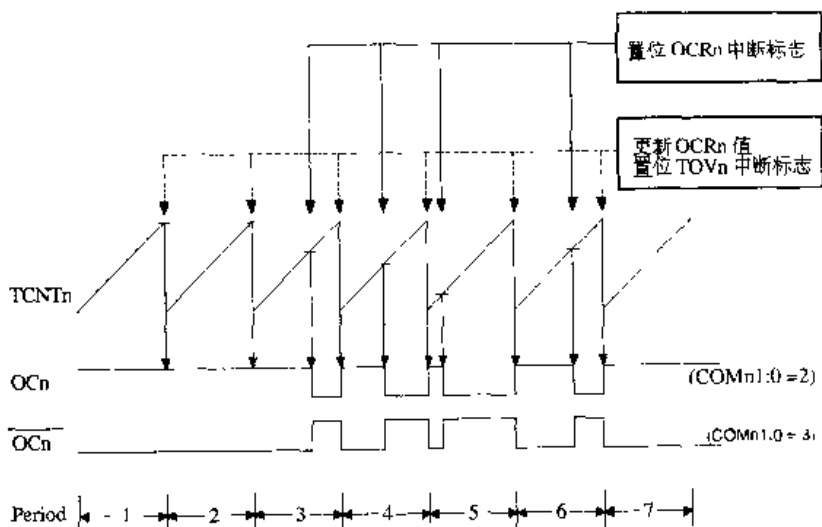 置位 OCRn 中断标志
更新 OCRn 值
置位 TOVn 中断标志
TCNTn
OCn
(COMn1:0 = 2)
OCn
(COMn1:0 = 3)
Period
1
2
3
4
5
6
7